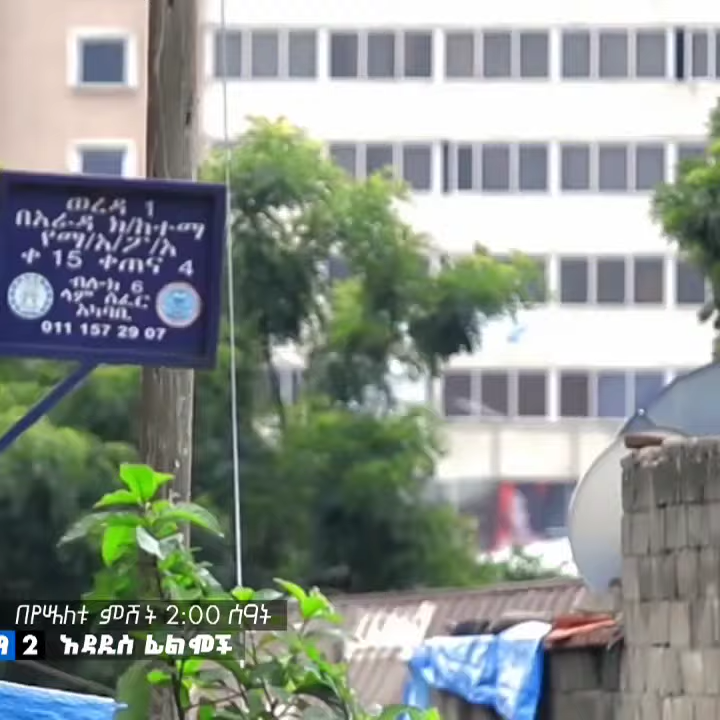 ወረዳ 1
በአራዳ ክ/ከተማ
የማ/አ/ፖ/አ
ቀ 15 ቀጠና 4
ብሎክ 6
ላም ሰፈር
አካባቢ
011 157 29 07
በየዓለቱ ምሽት 2:00 ሰዓት
2 አዳዲስ ፊልሞች